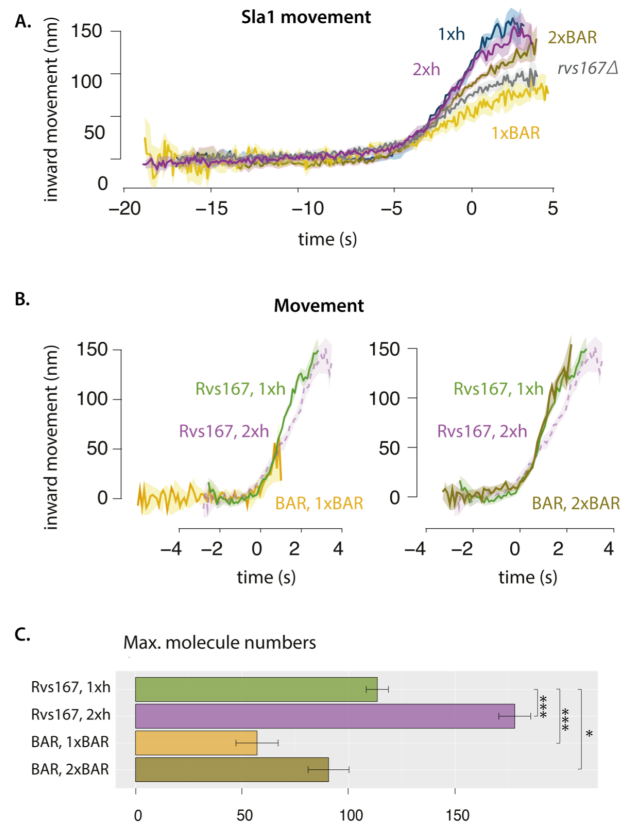 A.
Sla1 movement
inward movement (nm)
150
100
50
0
1xh
2xh
2xBAR
rvs167Δ
1xBAR
−20 −15 −10 −5 0 5
time (s)
B.
Movement
inward movement (nm)
150
100
50
0
Rvs167, 1xh
Rvs167, 2xh
BAR, 1xBAR
−4 −2 0 2 4
time (s)
150
100
50
0
Rvs167, 1xh
Rvs167, 2xh
BAR, 2xBAR
−4 −2 0 2 4
time (s)
C.
Max. molecule numbers
Rvs167, 1xh
Rvs167, 2xh
BAR, 1xBAR
BAR, 2xBAR
***
***
*
0 50 100 150